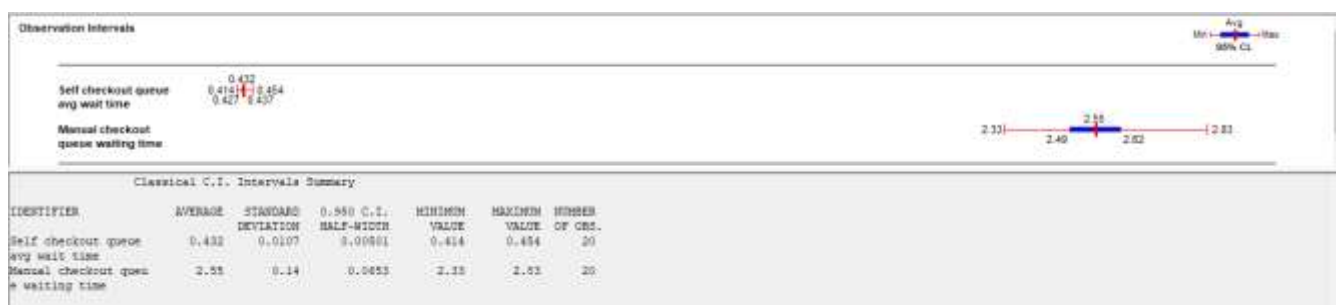 Observation Intervals
Avg
Min Max
95% CL
0.432
Self checkout queue 0.414 0.454
avg wait time 0.427 0.437
Manual checkout 2.55
queue waiting time 2.33 2.83
2.49 2.62
Classical C.I. Intervals Summary
IDENTIFIER AVERAGE STANDARD 0.950 C.I. MINIMUM MAXIMUM NUMBER
DEVIATION HALF-WIDTH VALUE VALUE OF OBS.
Self checkout queue 0.432 0.0107 0.00501 0.414 0.454 20
avg wait time
Manual checkout queu 2.55 0.14 0.0653 2.33 2.83 20
e waiting time